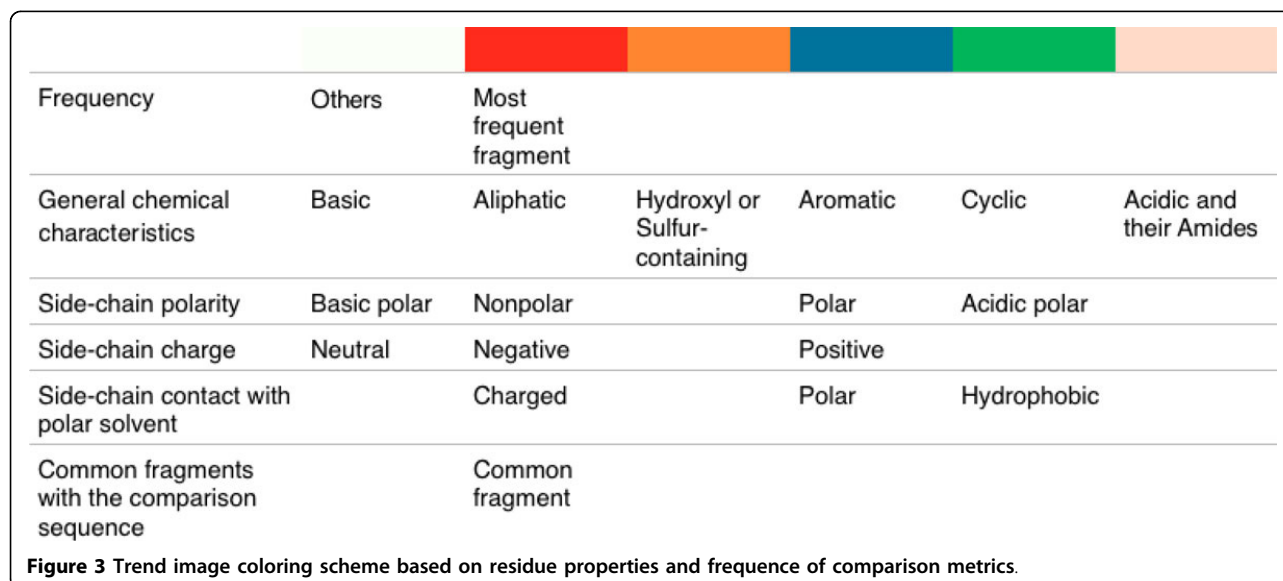 Frequency Others Most
frequent
fragment
General chemical Basic Aliphatic Hydroxyl or Aromatic Cyclic Acidic and
characteristics Sulfur- their Amides
containing
Side-chain polarity Basic polar Nonpolar Polar Acidic polar
Side-chain charge Neutral Negative Positive
Side-chain contact with Charged Polar Hydrophobic
polar solvent
Common fragments Common
with the comparison fragment
sequence
Figure 3 Trend image coloring scheme based on residue properties and frequence of comparison metrics.